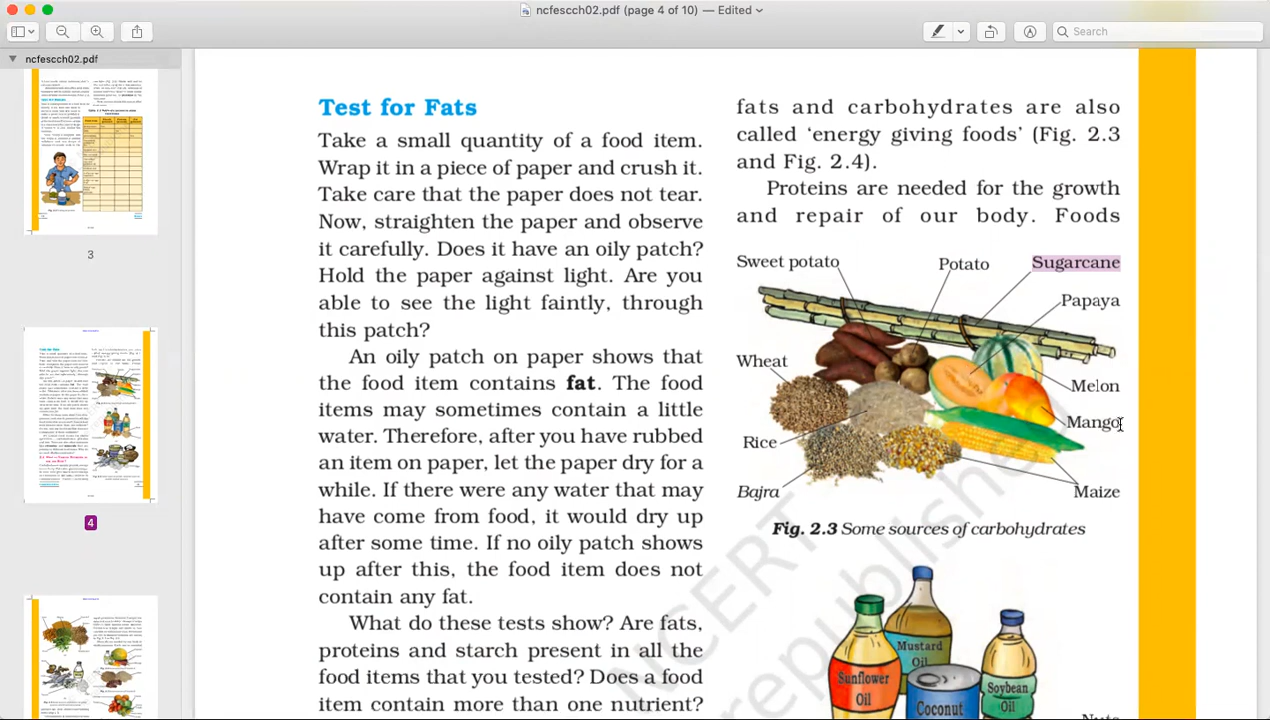 ncfescch02.pdf (page 4 of 10) — Edited
Search
ncfescch02.pdf
3
4
Test for Fats
Take a small quantity of a food item.
Wrap it in a piece of paper and crush it.
Take care that the paper does not tear.
Now, straighten the paper and observe
it carefully. Does it have an oily patch?
Hold the paper against light. Are you
able to see the light faintly, through
this patch?
An oily patch on paper shows that
the food item contains fat. The food
items may sometimes contain a little
water. Therefore, after you have rubbed
an item on paper, let the paper dry for a
while. If there were any water that may
have come from food, it would dry up
after some time. If no oily patch shows
up after this, the food item does not
contain any fat.
What do these tests show? Are fats,
proteins and starch present in all the
food items that you tested? Does a food
item contain more than one nutrient?
fats and carbohydrates are also
called ‘energy giving foods’ (Fig. 2.3
and Fig. 2.4).
Proteins are needed for the growth
and repair of our body. Foods
Sweet potato
Potato
Sugarcane
Papaya
Wheat
Melon
Mango
Rice
Bajra
Maize
Fig. 2.3 Some sources of carbohydrates
Mustard
Oil
Sunflower
Oil
Soybean
Oil
Coconut
Nuts
NCERT
republished